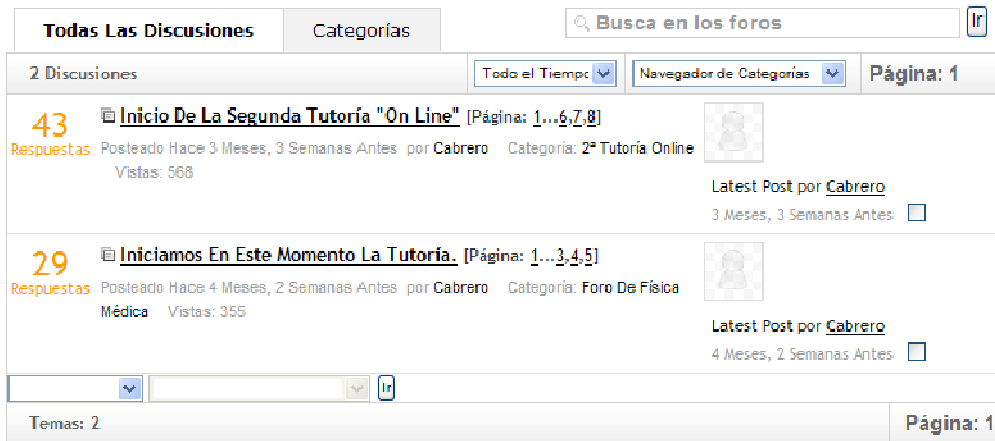 Todas Las Discusiones Categorías Busca en los foros Ir
2 Discusiones Todo el Tiempo Navegador de Categorías Página: 1
43 Inicio De La Segunda Tutoría "On Line" [Página: 1...6,7,8]
Respuestas Posteado Hace 3 Meses, 3 Semanas Antes por Cabrero Categoría: 2ª Tutoría Online
Vistas: 568
Latest Post por Cabrero
3 Meses, 3 Semanas Antes
29 Iniciamos En Este Momento La Tutoría. [Página: 1...3,4,5]
Respuestas Posteado Hace 4 Meses, 2 Semanas Antes por Cabrero Categoría: Foro De Física
Médica Vistas: 355
Latest Post por Cabrero
4 Meses, 2 Semanas Antes
Ir
Temas: 2 Página: 1